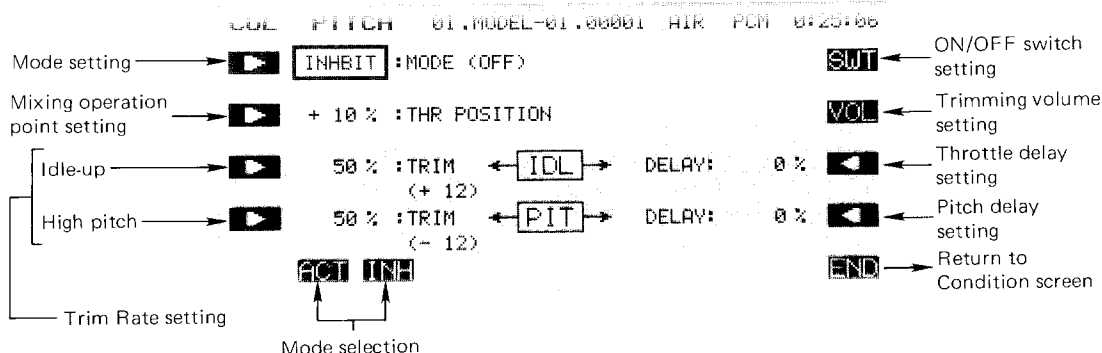 COL PITCH 01.MODEL-01.00001 AIR PCM 0:25:06
Mode setting INHBIT :MODE (OFF) SWT ON/OFF switch setting
Mixing operation point setting + 10 % :THR POSITION VOL Trimming volume setting
Idle-up 50 % :TRIM IDL DELAY: 0 % Throttle delay setting
(+ 12)
High pitch 50 % :TRIM PIT DELAY: 0 % Pitch delay setting
(- 12)
ACT INH END Return to Condition screen
Trim Rate setting
Mode selection